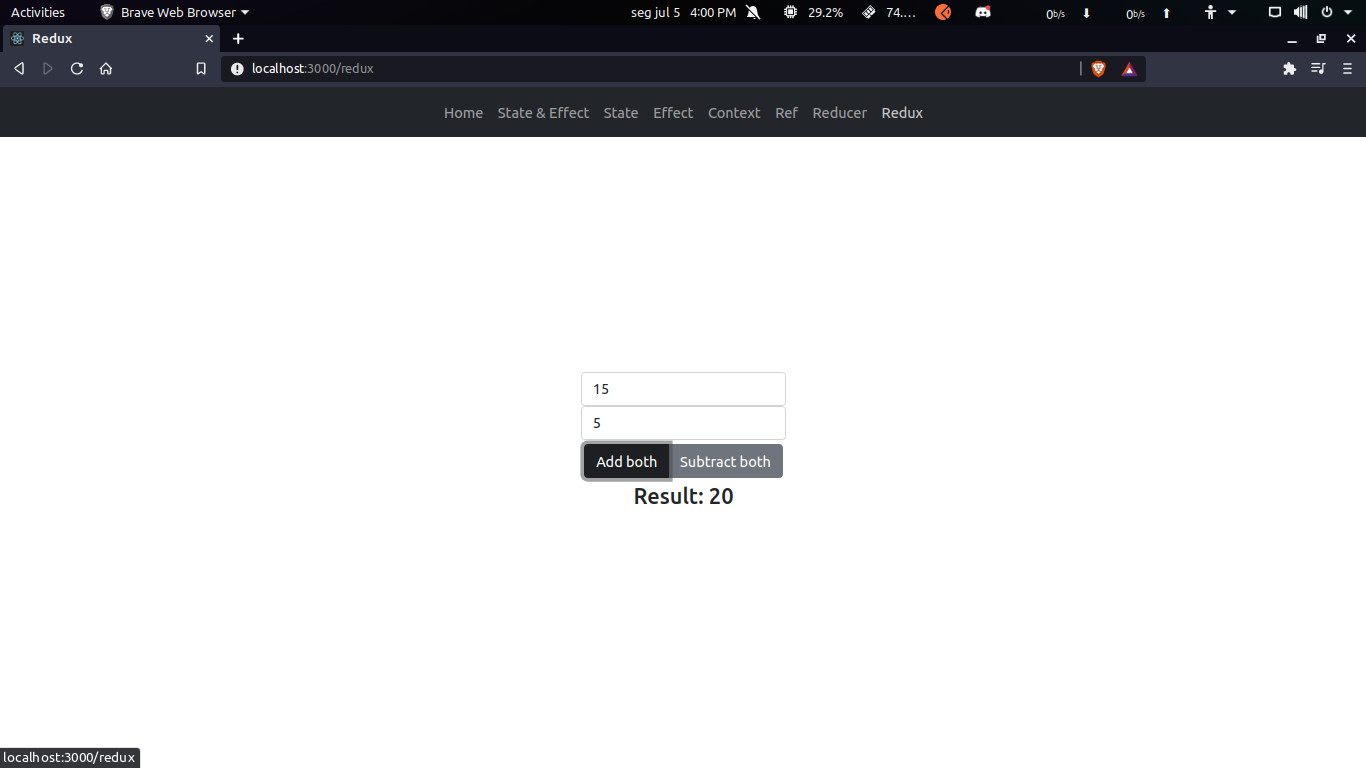 Activities Brave Web Browser seg jul 5 4:00 PM 29.2% 74.... 0b/s 0b/s
Redux
localhost:3000/redux
Home State & Effect State Effect Context Ref Reducer Redux
15
5
Add both Subtract both
Result: 20
localhost:3000/redux